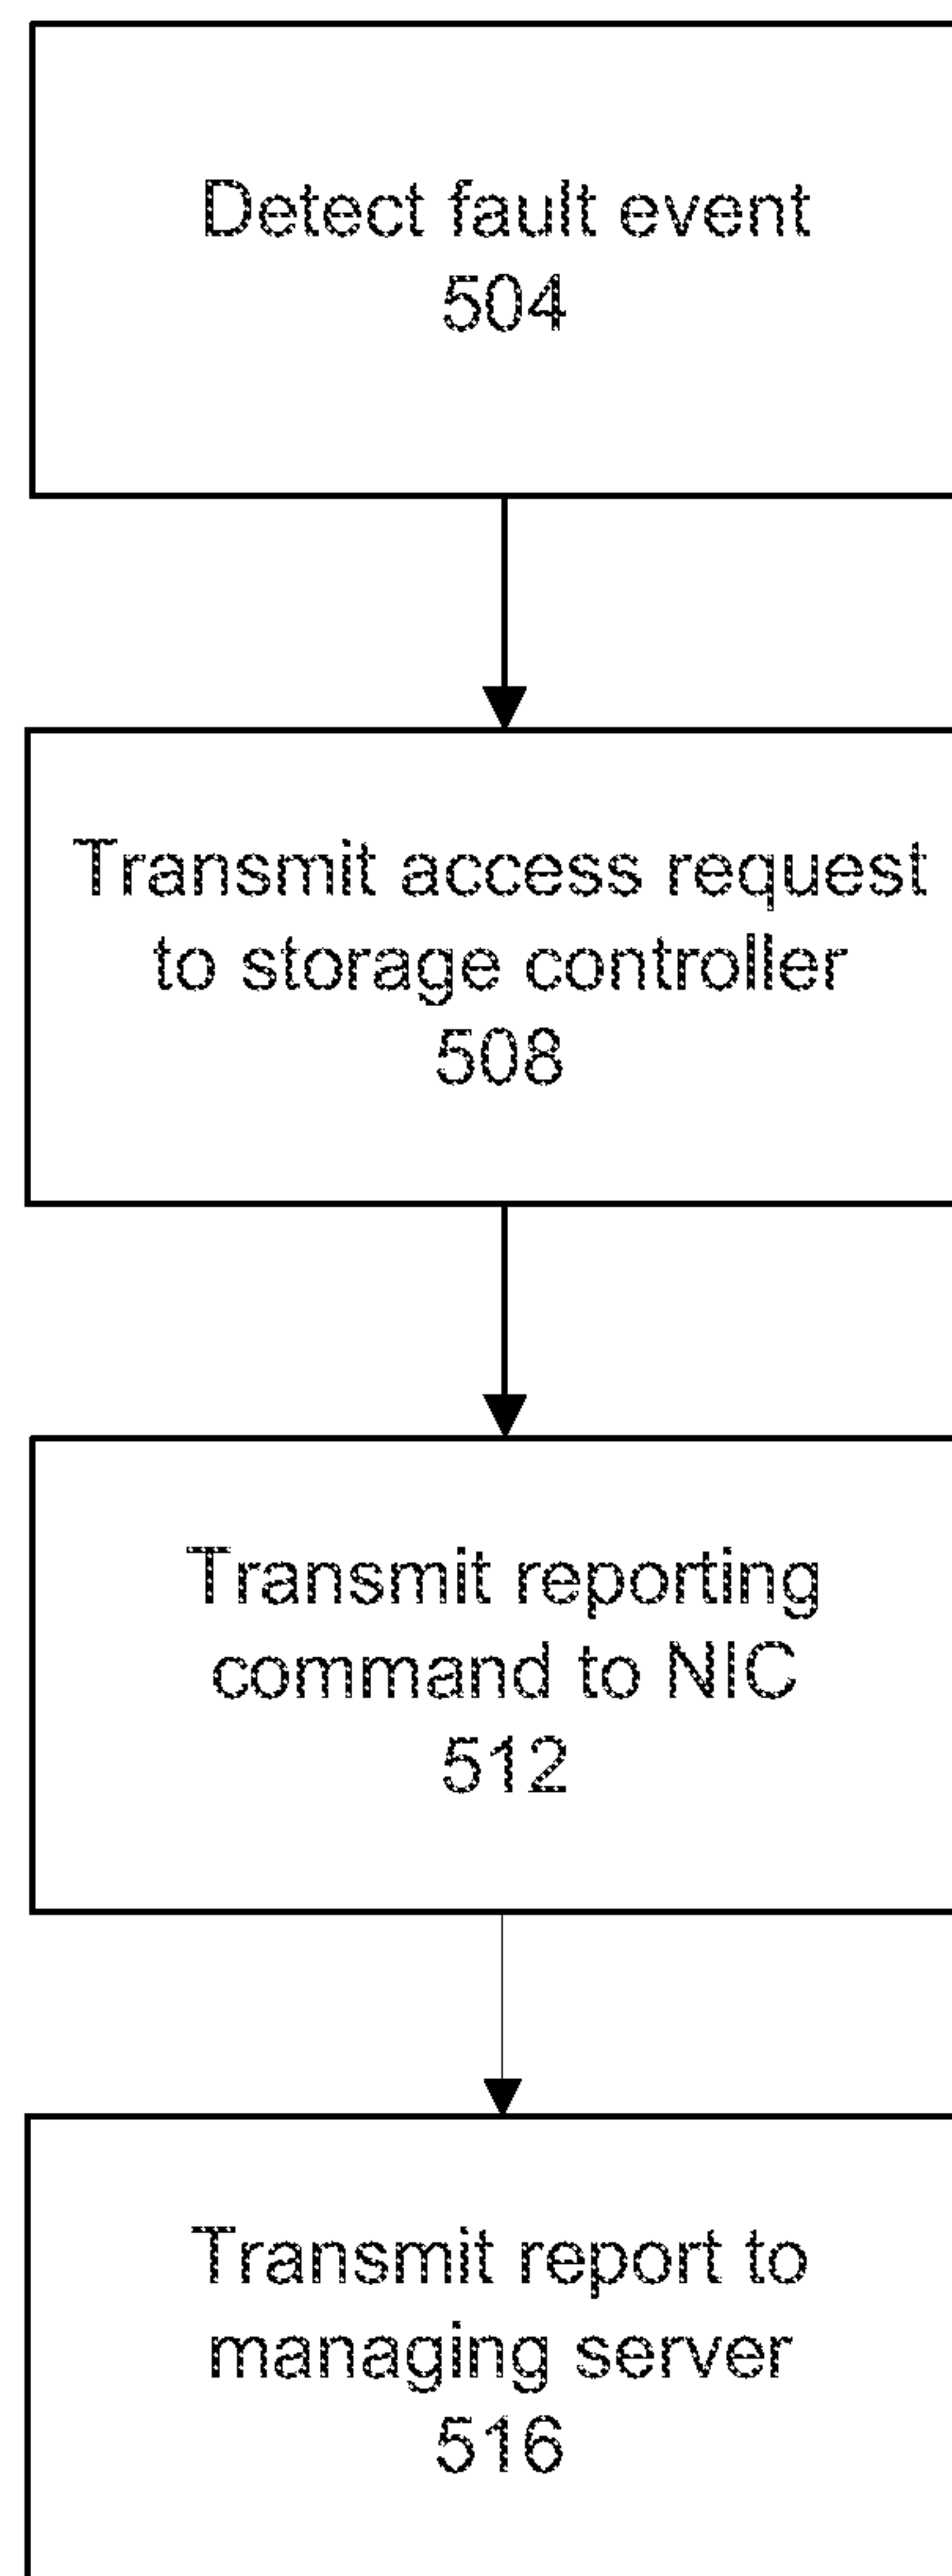 Detect fault event
504
Transmit access request
to storage controller
508
Transmit reporting
command to NIC
512
Transmit report to
managing server
516